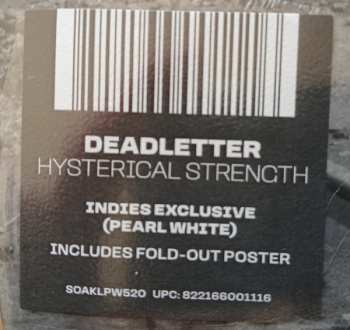 DEADLETTER
HYSTERICAL STRENGTH
INDIES EXCLUSIVE
(PEARL WHITE)
INCLUDES FOLD-OUT POSTER
SOAKLPW520 UPC: 822166001116